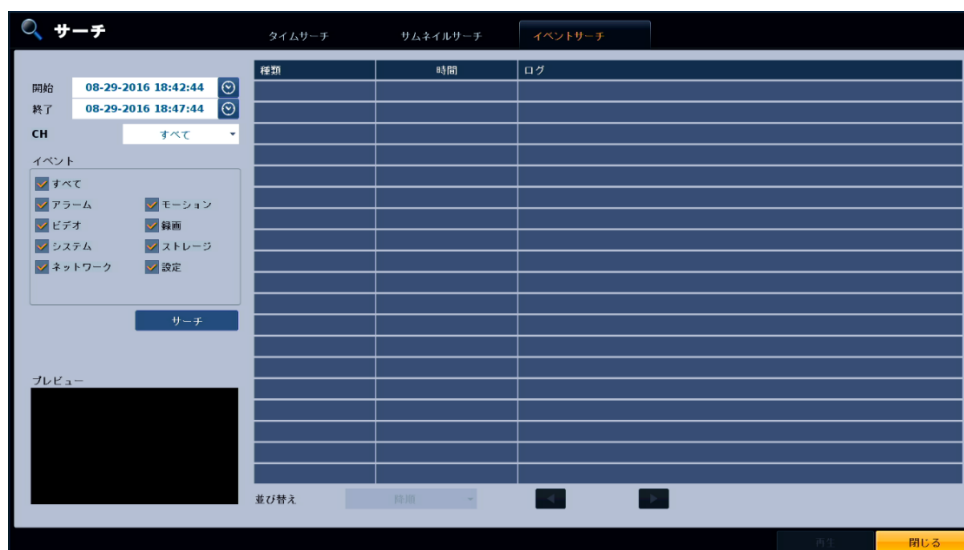 サーチ
タイムサーチ サムネイルサーチ イベントサーチ
開始 08-29-2016 18:42:44
終了 08-29-2016 18:47:44
CH すべて
イベント
すべて
アラーム モーション
ビデオ 録画
システム ストレージ
ネットワーク 設定
サーチ
プレビュー
種類 時間 ログ
並び替え
再生 閉じる